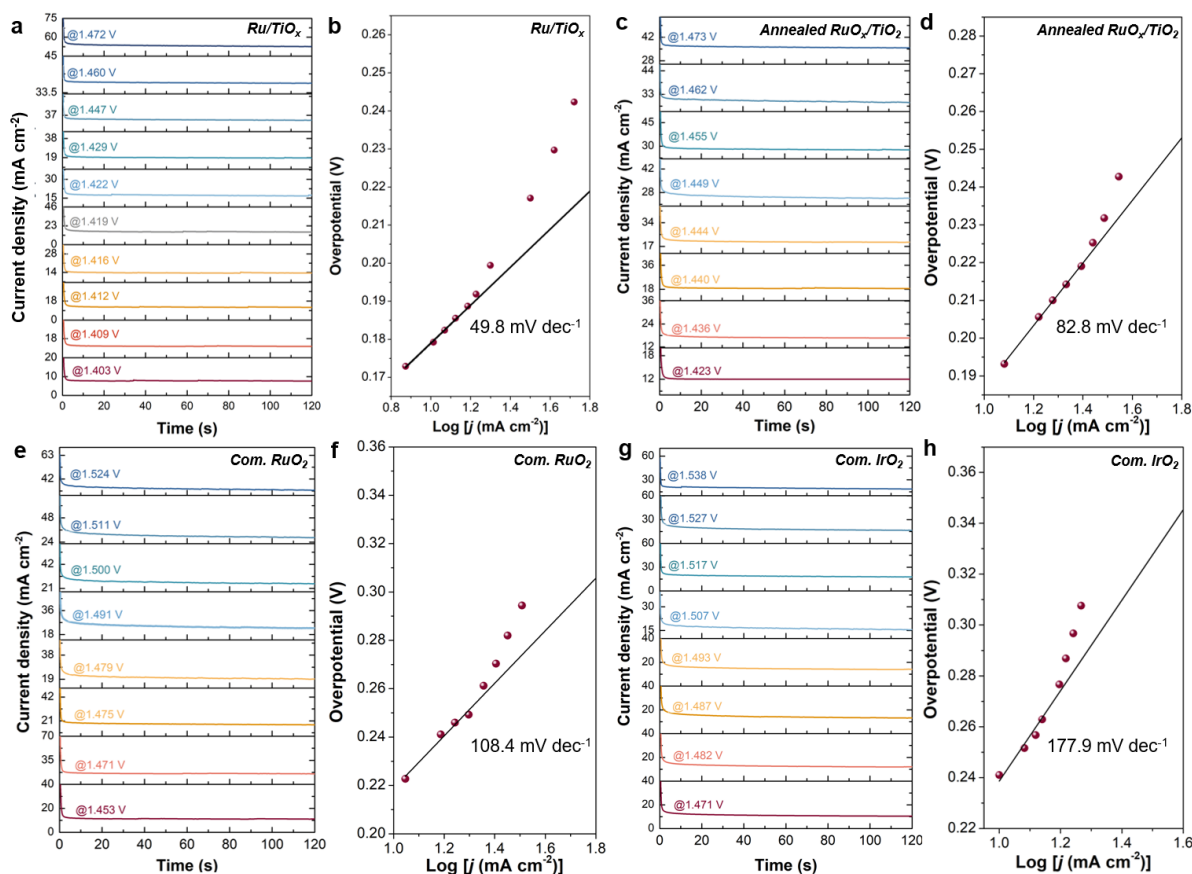 a
Ru/TiOₓ
Current density (mA cm⁻²)
75
60
45
33.5
37
38
19
30
15
46
23
0
28
14
18
0
18
20
10
0
@1.472 V
@1.460 V
@1.447 V
@1.429 V
@1.422 V
@1.419 V
@1.416 V
@1.412 V
@1.409 V
@1.403 V
0 20 40 60 80 100 120
Time (s)
b
Ru/TiOₓ
Overpotential (V)
0.26
0.25
0.24
0.23
0.22
0.21
0.20
0.19
0.18
0.17
49.8 mV dec⁻¹
0.8 1.0 1.2 1.4 1.6 1.8
Log [j (mA cm⁻²)]
c
Annealed RuOₓ/TiO₂
Current density (mA cm⁻²)
42
28
44
33
45
30
42
28
34
17
36
18
36
24
12
18
12
@1.473 V
@1.462 V
@1.455 V
@1.449 V
@1.444 V
@1.440 V
@1.436 V
@1.423 V
0 20 40 60 80 100 120
Time (s)
d
Annealed RuOₓ/TiO₂
Overpotential (V)
0.28
0.27
0.26
0.25
0.24
0.23
0.22
0.21
0.20
0.19
82.8 mV dec⁻¹
1.0 1.2 1.4 1.6 1.8
Log [j (mA cm⁻²)]
e
Com. RuO₂
Current density (mA cm⁻²)
63
42
48
24
42
21
36
18
38
19
42
21
70
35
40
20
0
@1.524 V
@1.511 V
@1.500 V
@1.491 V
@1.479 V
@1.475 V
@1.471 V
@1.453 V
0 20 40 60 80 100 120
Time (s)
f
Com. RuO₂
Overpotential (V)
0.36
0.34
0.32
0.30
0.28
0.26
0.24
0.22
0.20
108.4 mV dec⁻¹
1.0 1.2 1.4 1.6 1.8
Log [j (mA cm⁻²)]
g
Com. IrO₂
Current density (mA cm⁻²)
60
30
60
30
60
30
30
15
40
20
40
20
40
20
40
20
0
@1.538 V
@1.527 V
@1.517 V
@1.507 V
@1.493 V
@1.487 V
@1.482 V
@1.471 V
0 20 40 60 80 100 120
Time (s)
h
Com. IrO₂
Overpotential (V)
0.36
0.34
0.32
0.30
0.28
0.26
0.24
0.22
177.9 mV dec⁻¹
1.0 1.2 1.4 1.6
Log [j (mA cm⁻²)]